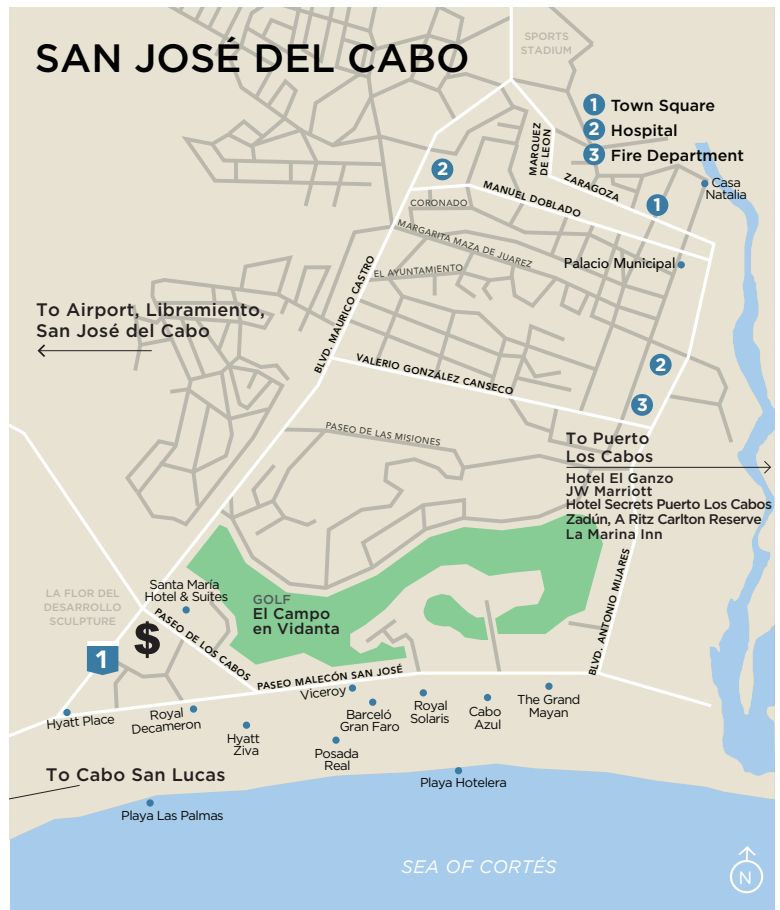 SAN JOSÉ DEL CABO
SPORTS
STADIUM
1 Town Square
2 Hospital
3 Fire Department
MARQUEZ
DE LEON
2
ZARAGOZA
Casa
Natalia
MANUEL DOBLADO
1
CORONADO
MARGARITA MAZA DE JUAREZ
Palacio Municipal
EL AYUNTAMIENTO
BLVD. MAURICO CASTRO
To Airport, Libramiento,
San José del Cabo
VALERIO GONZÁLEZ CANSECO
2
3
PASEO DE LAS MISIONES
To Puerto
Los Cabos
Hotel El Ganzo
JW Marriott
Hotel Secrets Puerto Los Cabos
Zadún, A Ritz Carlton Reserve
La Marina Inn
BLVD. ANTONIO MIJARES
LA FLOR DEL
DESARROLLO
SCULPTURE
Santa María
Hotel & Suites
GOLF
El Campo
en Vidanta
$
1
PASEO DE LOS CABOS
PASEO MALECÓN SAN JOSÉ
Hyatt Place
Royal
Decameron
Hyatt
Ziva
Viceroy
Barceló
Gran Faro
Posada
Real
Royal
Solaris
Cabo
Azul
The Grand
Mayan
To Cabo San Lucas
Playa Las Palmas
Playa Hotelera
SEA OF CORTÉS
N